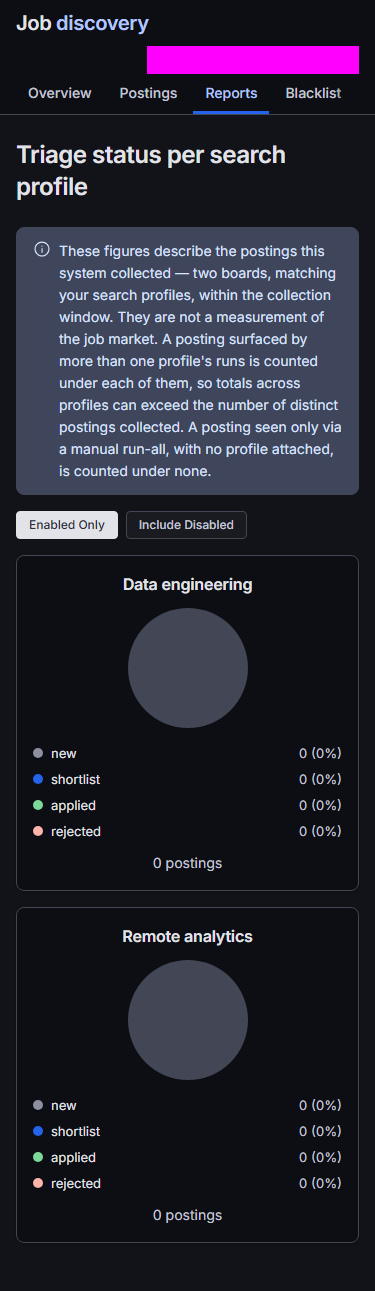 Job discovery
Overview Postings Reports Blacklist
Triage status per search
profile
These figures describe the postings this
system collected — two boards, matching
your search profiles, within the collection
window. They are not a measurement of
the job market. A posting surfaced by
more than one profile's runs is counted
under each of them, so totals across
profiles can exceed the number of distinct
postings collected. A posting seen only via
a manual run-all, with no profile attached,
is counted under none.
Enabled Only Include Disabled
Data engineering
new 0 (0%)
shortlist 0 (0%)
applied 0 (0%)
rejected 0 (0%)
0 postings
Remote analytics
new 0 (0%)
shortlist 0 (0%)
applied 0 (0%)
rejected 0 (0%)
0 postings